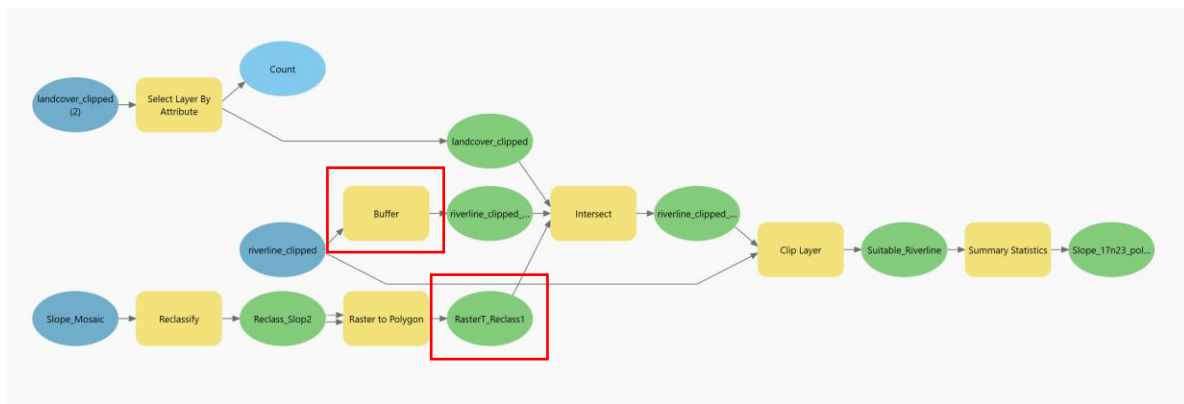 Count
landcover_clipped
(2)
Select Layer By
Attribute
landcover_clipped
Buffer
riverline_clipped_...
Intersect
riverline_clipped_...
riverline_clipped
Clip Layer
Suitable_Riverline
Summary Statistics
Slope_17n23_pol...
Slope_Mosaic
Reclassify
Reclass_Slop2
Raster to Polygon
RasterT_Reclass1